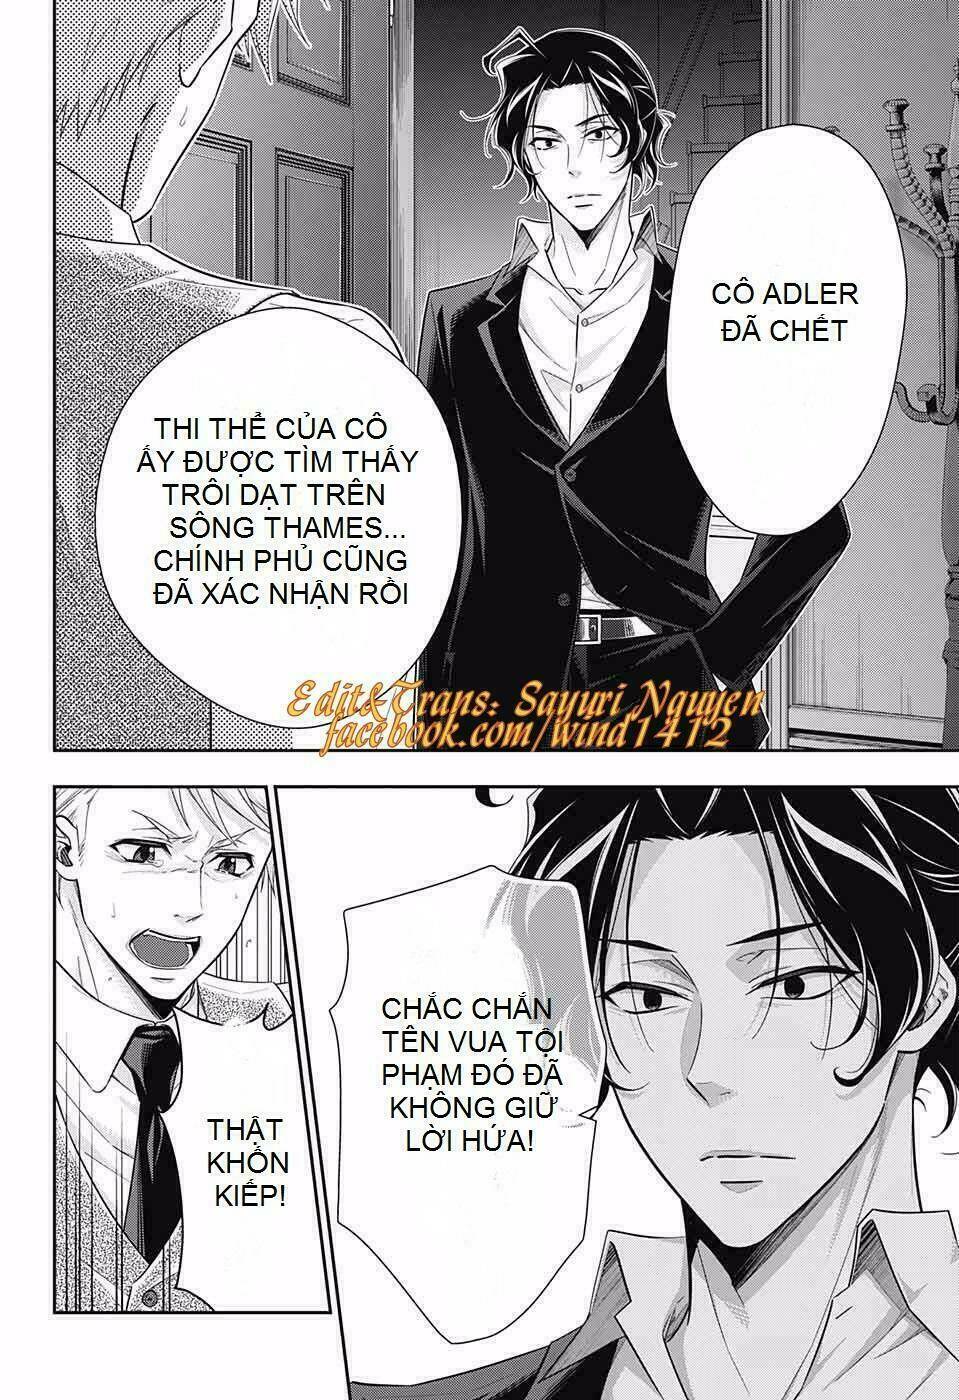 CÔ ADLER
ĐÃ CHẾT
THI THỂ CỦA CÔ
ẤY ĐƯỢC TÌM THẤY
TRÔI DẠT TRÊN
SÔNG THAMES...
CHÍNH PHỦ CŨNG
ĐÃ XÁC NHẬN RỒI
Edit&Trans: Sayuri Nguyen
facebook.com/wind1412
CHẮC CHẮN
TÊN VUA TỘI
PHẠM ĐÓ ĐÃ
KHÔNG GIỮ
LỜI HỨA!
THẬT
KHỐN
KIẾP!